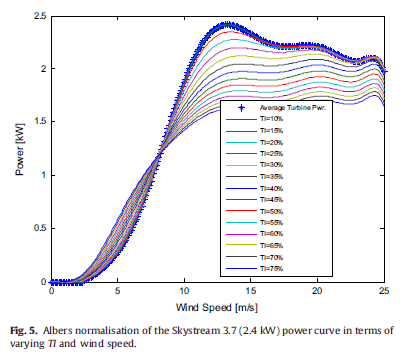 2.5
2
1.5
1
0.5
0
Power [kW]
0 5 10 15 20 25
Wind Speed [m/s]
Average Turbine Pwr.
TI=10%
TI=15%
TI=20%
TI=25%
TI=30%
TI=35%
TI=40%
TI=45%
TI=50%
TI=55%
TI=60%
TI=65%
TI=70%
TI=75%
Fig. 5. Albers normalisation of the Skystream 3.7 (2.4 kW) power curve in terms of
varying TI and wind speed.